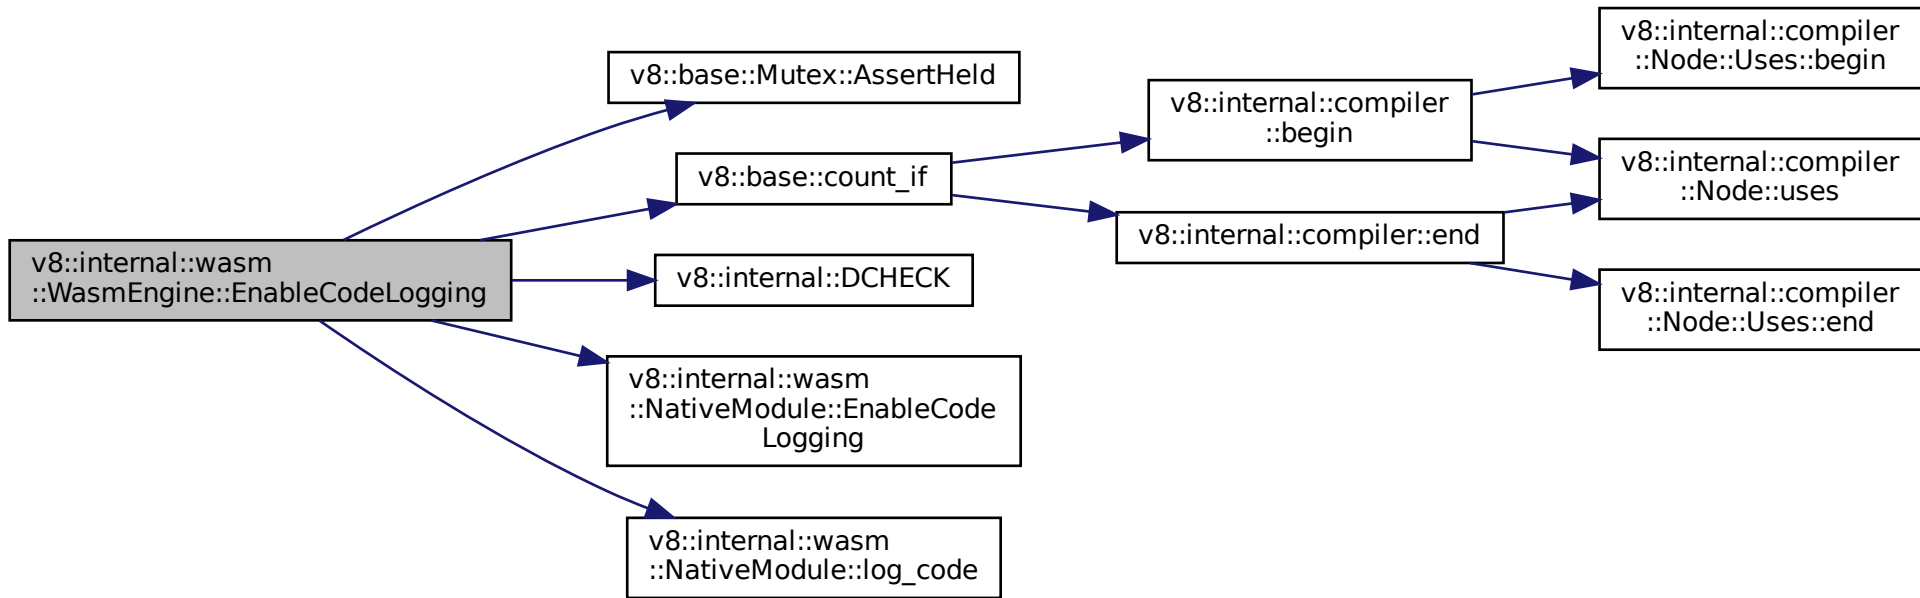 v8::internal::wasm
::WasmEngine::EnableCodeLogging
v8::base::Mutex::AssertHeld
v8::base::count_if
v8::internal::DCHECK
v8::internal::wasm
::NativeModule::EnableCode
Logging
v8::internal::wasm
::NativeModule::log_code
v8::internal::compiler
::begin
v8::internal::compiler::end
v8::internal::compiler
::Node::Uses::begin
v8::internal::compiler
::Node::uses
v8::internal::compiler
::Node::Uses::end